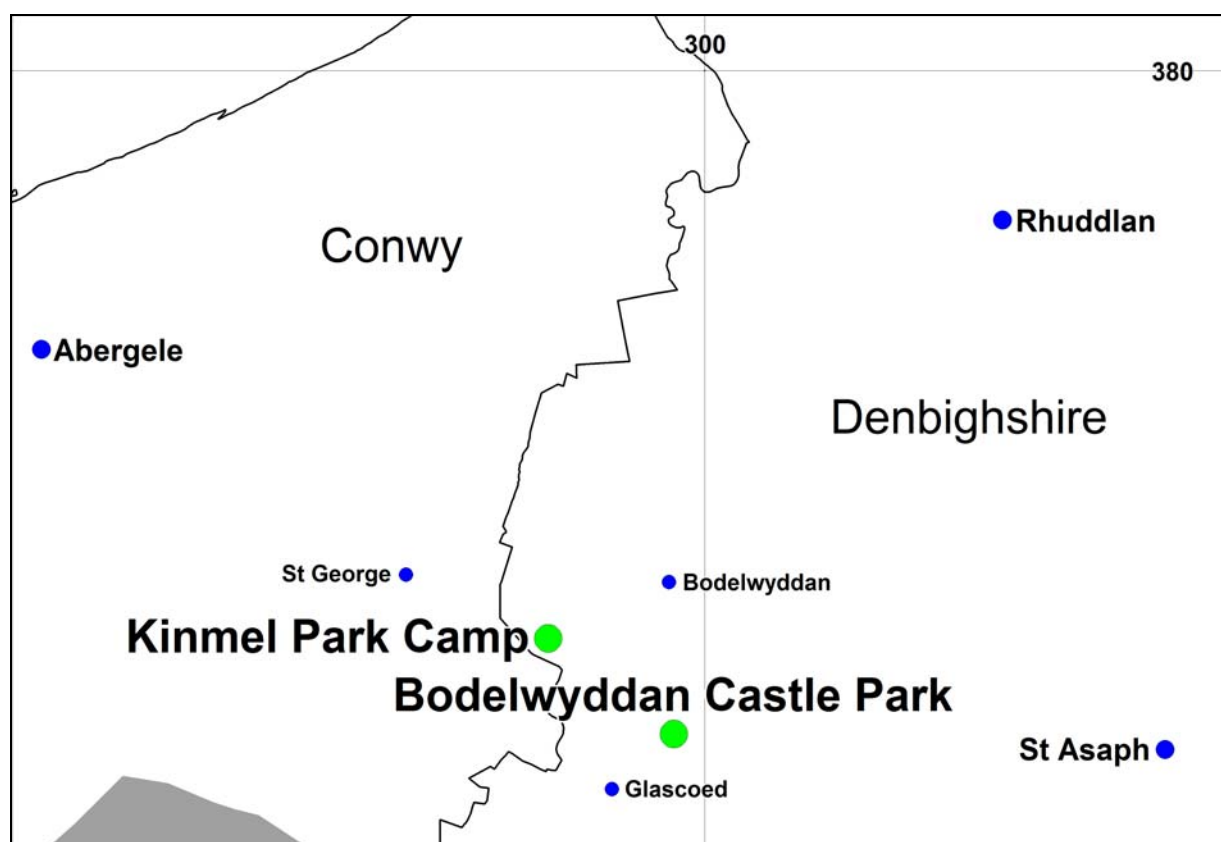 300
380
Rhuddlan
Conwy
Abergele
Denbighshire
St George
Bodelwyddan
Kinmel Park Camp
Bodelwyddan Castle Park
St Asaph
Glascoed